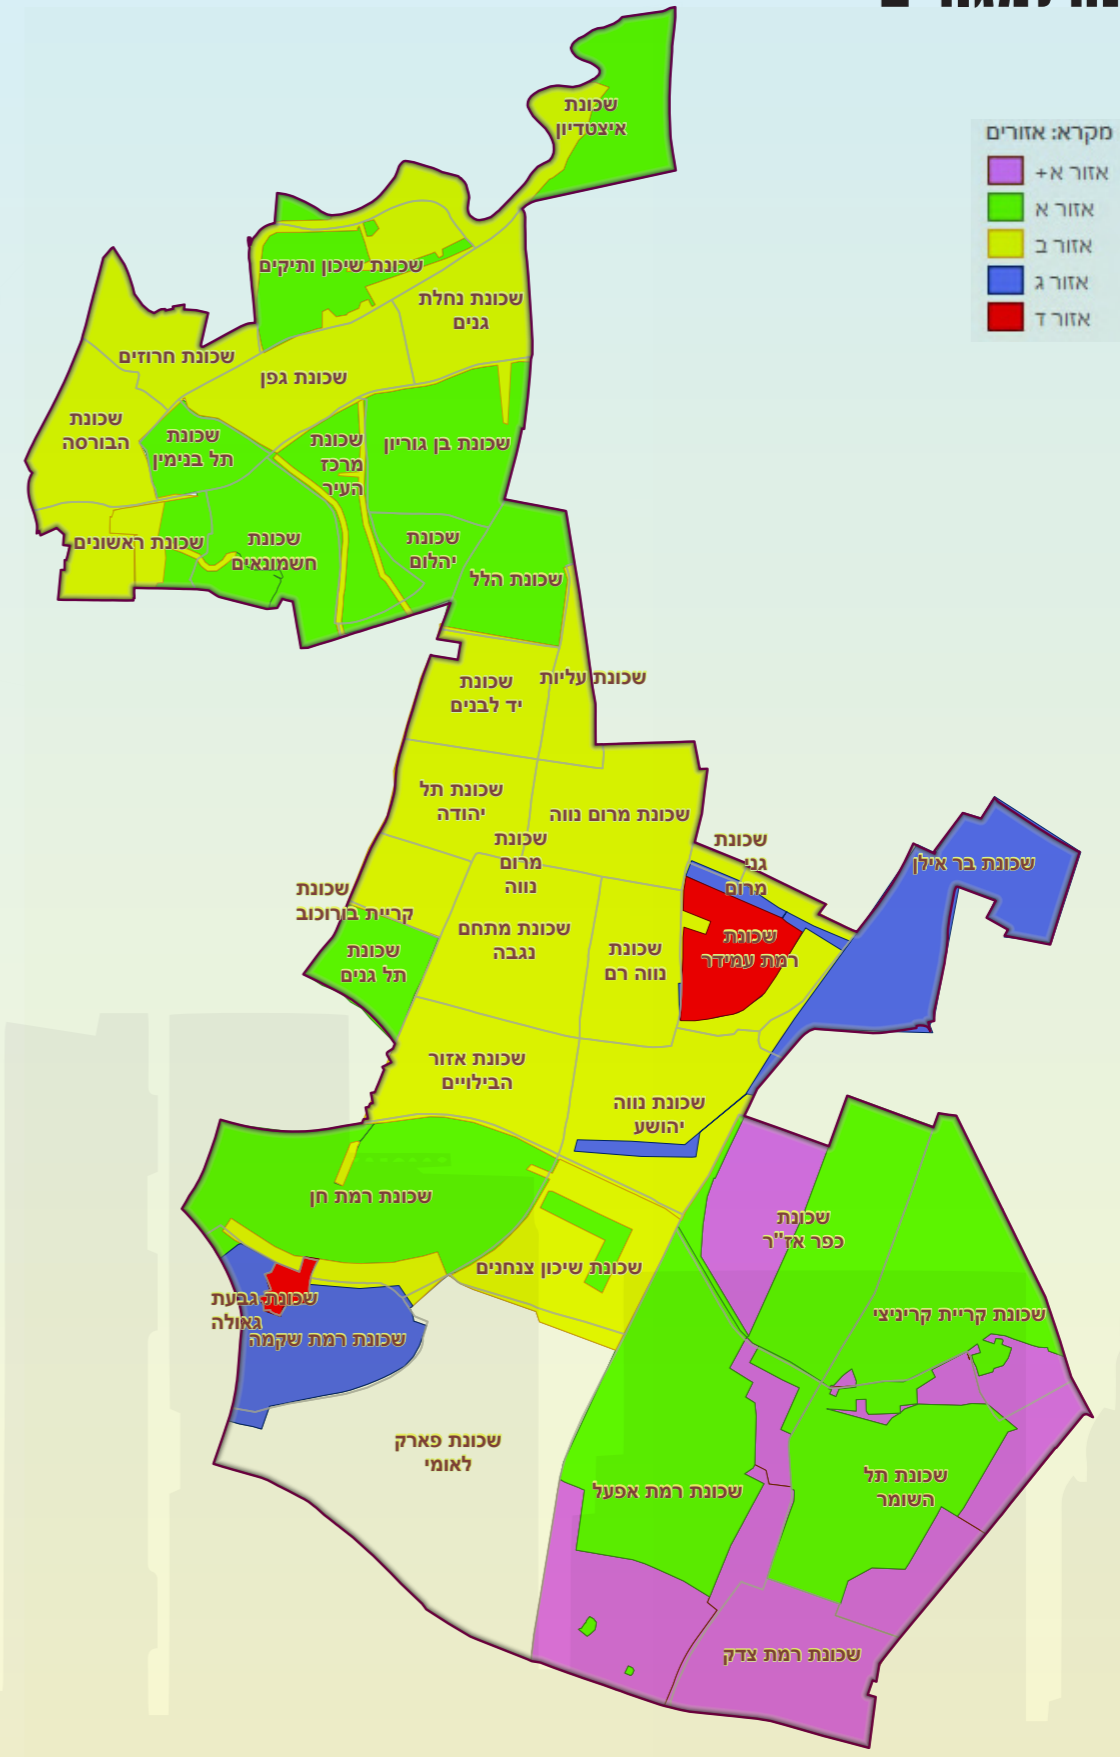 מקרא: אזורים
אזור א+
אזור א
אזור ב
אזור ג
אזור ד
שכונת
איצטדיון
שכונת שיכון ותיקים
שכונת נחלת
גנים
שכונת חרוזים
שכונת גפן
שכונת
הבורסה
שכונת
תל בנימין
שכונת
מרכז
העיר
שכונת בן גוריון
שכונת ראשונים
שכונת
חשמונאים
שכונת
יהלום
שכונת הלל
שכונת
יד לבנים
שכונת עליות
שכונת תל
יהודה
שכונת מרום נווה
שכונת
מרום
נווה
שכונת
גני
מרום
שכונת בר אילן
שכונת
קריית בורוכוב
שכונת
תל גנים
שכונת מתחם
נגבה
שכונת
נווה רם
שכונת
רמת עמידר
שכונת אזור
הבילויים
שכונת נווה
יהושע
שכונת רמת חן
שכונת
כפר אז"ר
שכונת שיכון צנחנים
שכונת גבעת
גאולה
שכונת רמת שקמה
שכונת קריית קריניצי
שכונת פארק
לאומי
שכונת רמת אפעל
שכונת תל
השומר
שכונת רמת צדק